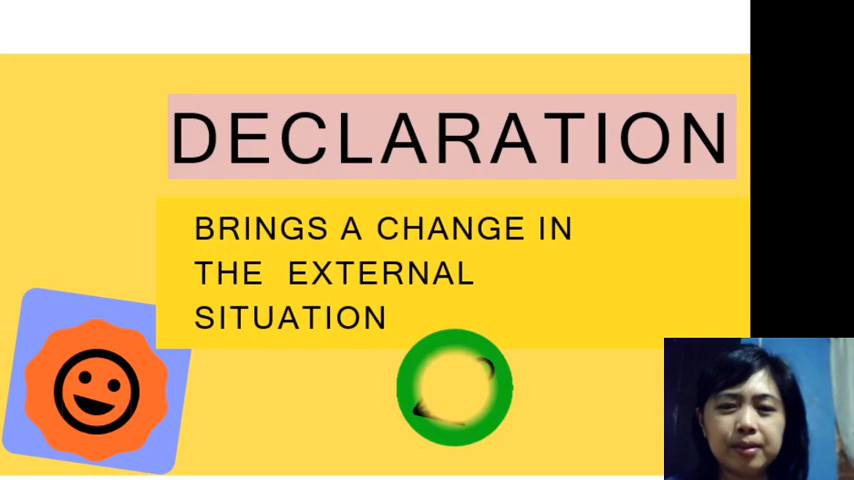 DECLARATION
BRINGS A CHANGE IN
THE EXTERNAL
SITUATION